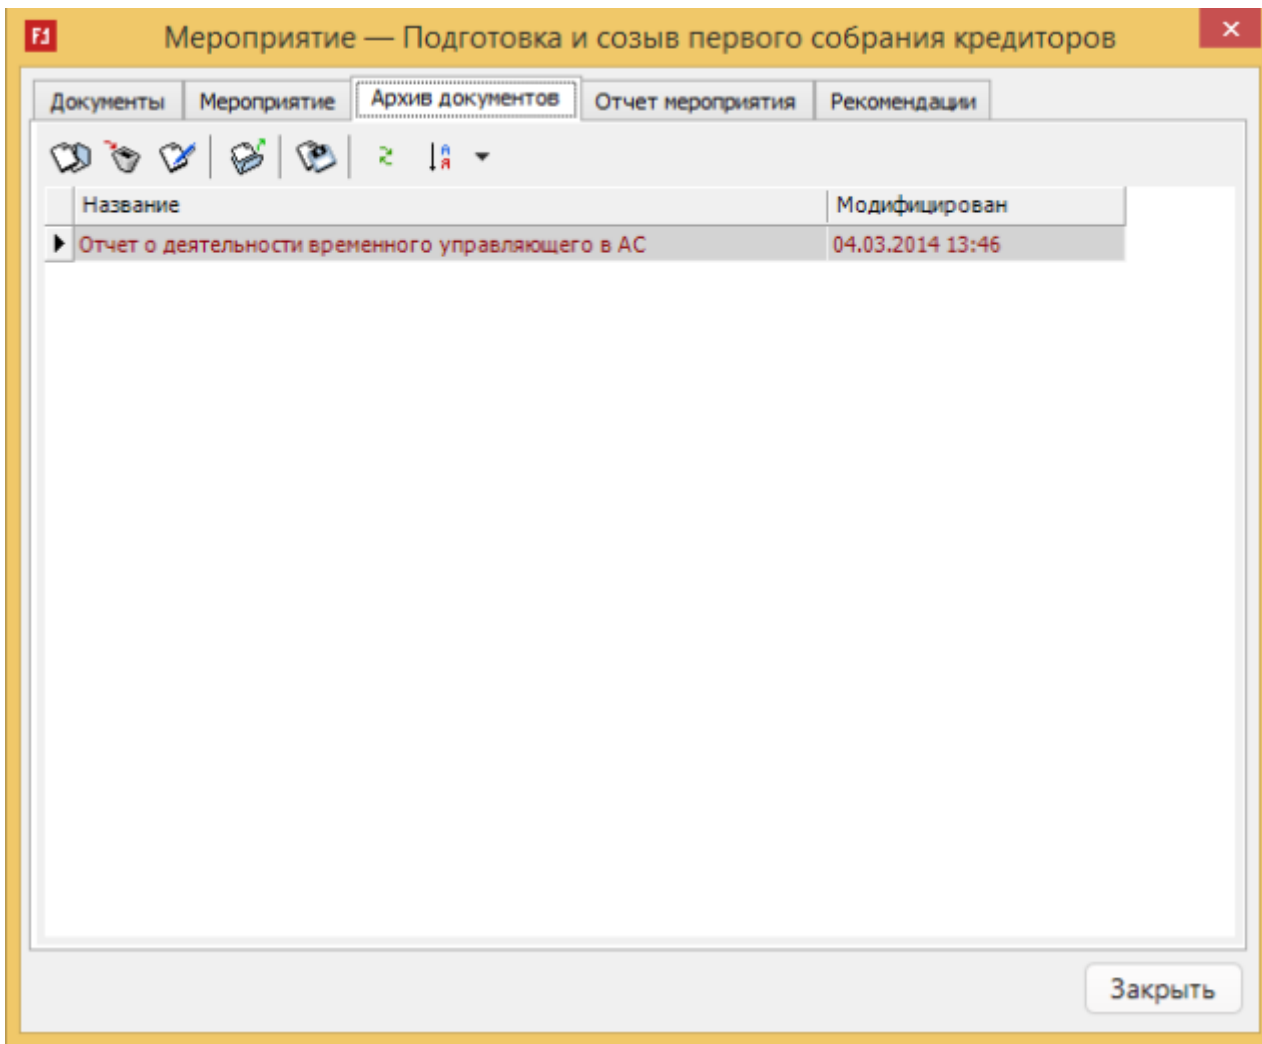 Мероприятие — Подготовка и созыв первого собрания кредиторов
Документы Мероприятие Архив документов Отчет мероприятия Рекомендации
А
Я
Название Модифицирован
Отчет о деятельности временного управляющего в АС 04.03.2014 13:46
Закрыть